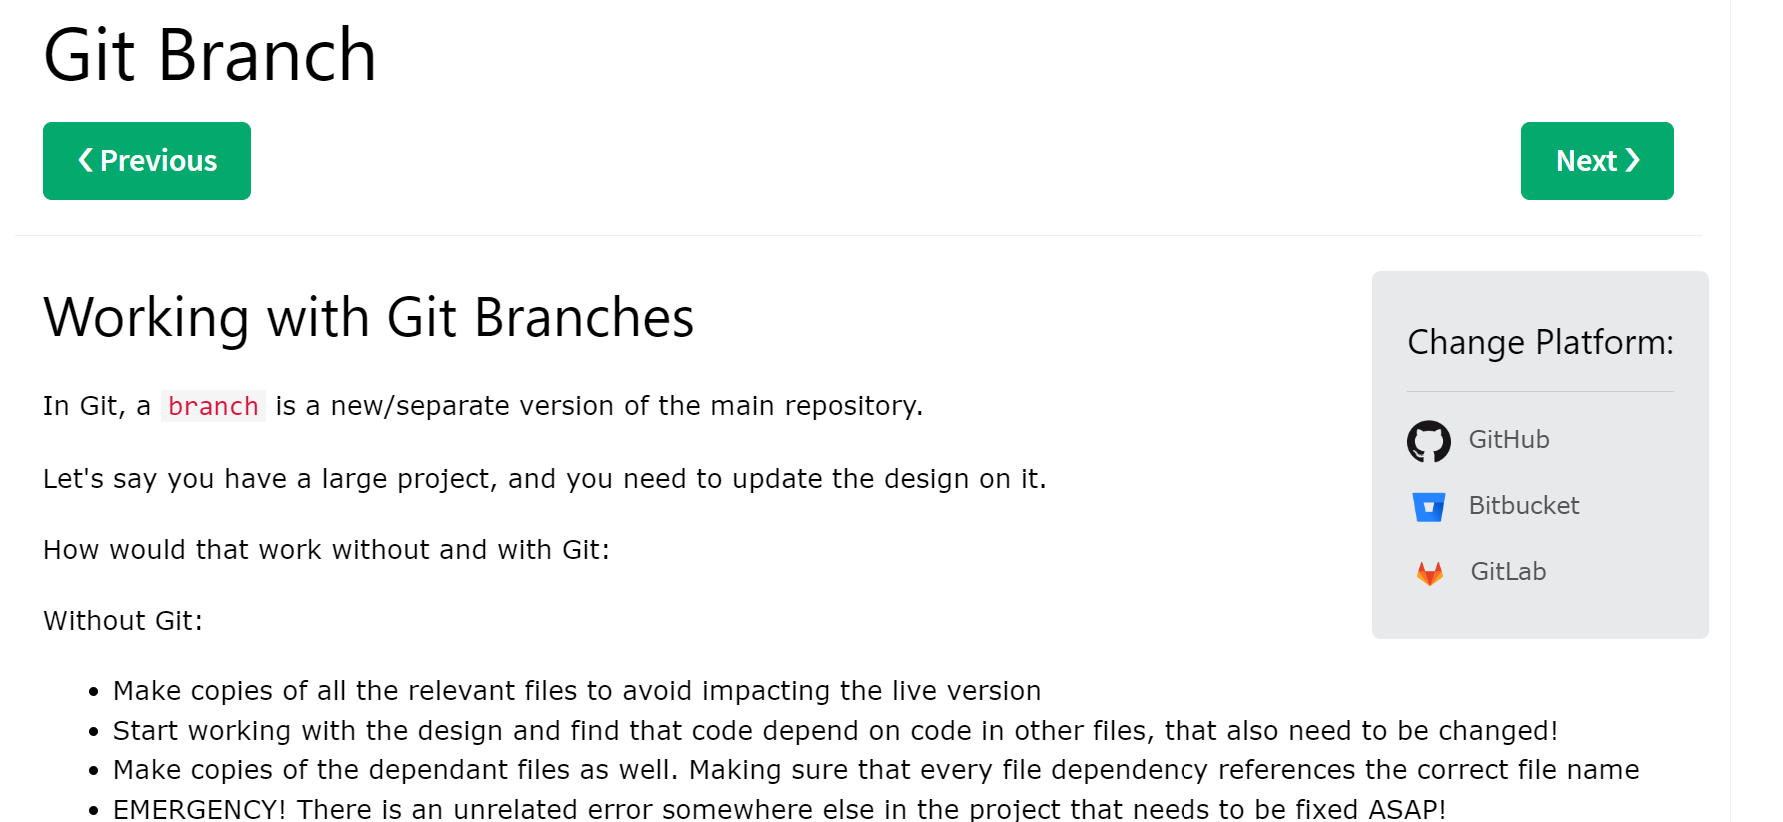 Git Branch
❮ Previous
Next ❯
Working with Git Branches
In Git, a branch is a new/separate version of the main repository.
Let's say you have a large project, and you need to update the design on it.
How would that work without and with Git:
Without Git:
• Make copies of all the relevant files to avoid impacting the live version
• Start working with the design and find that code depend on code in other files, that also need to be changed!
• Make copies of the dependant files as well. Making sure that every file dependency references the correct file name
• EMERGENCY! There is an unrelated error somewhere else in the project that needs to be fixed ASAP!
Change Platform:
GitHub
Bitbucket
GitLab